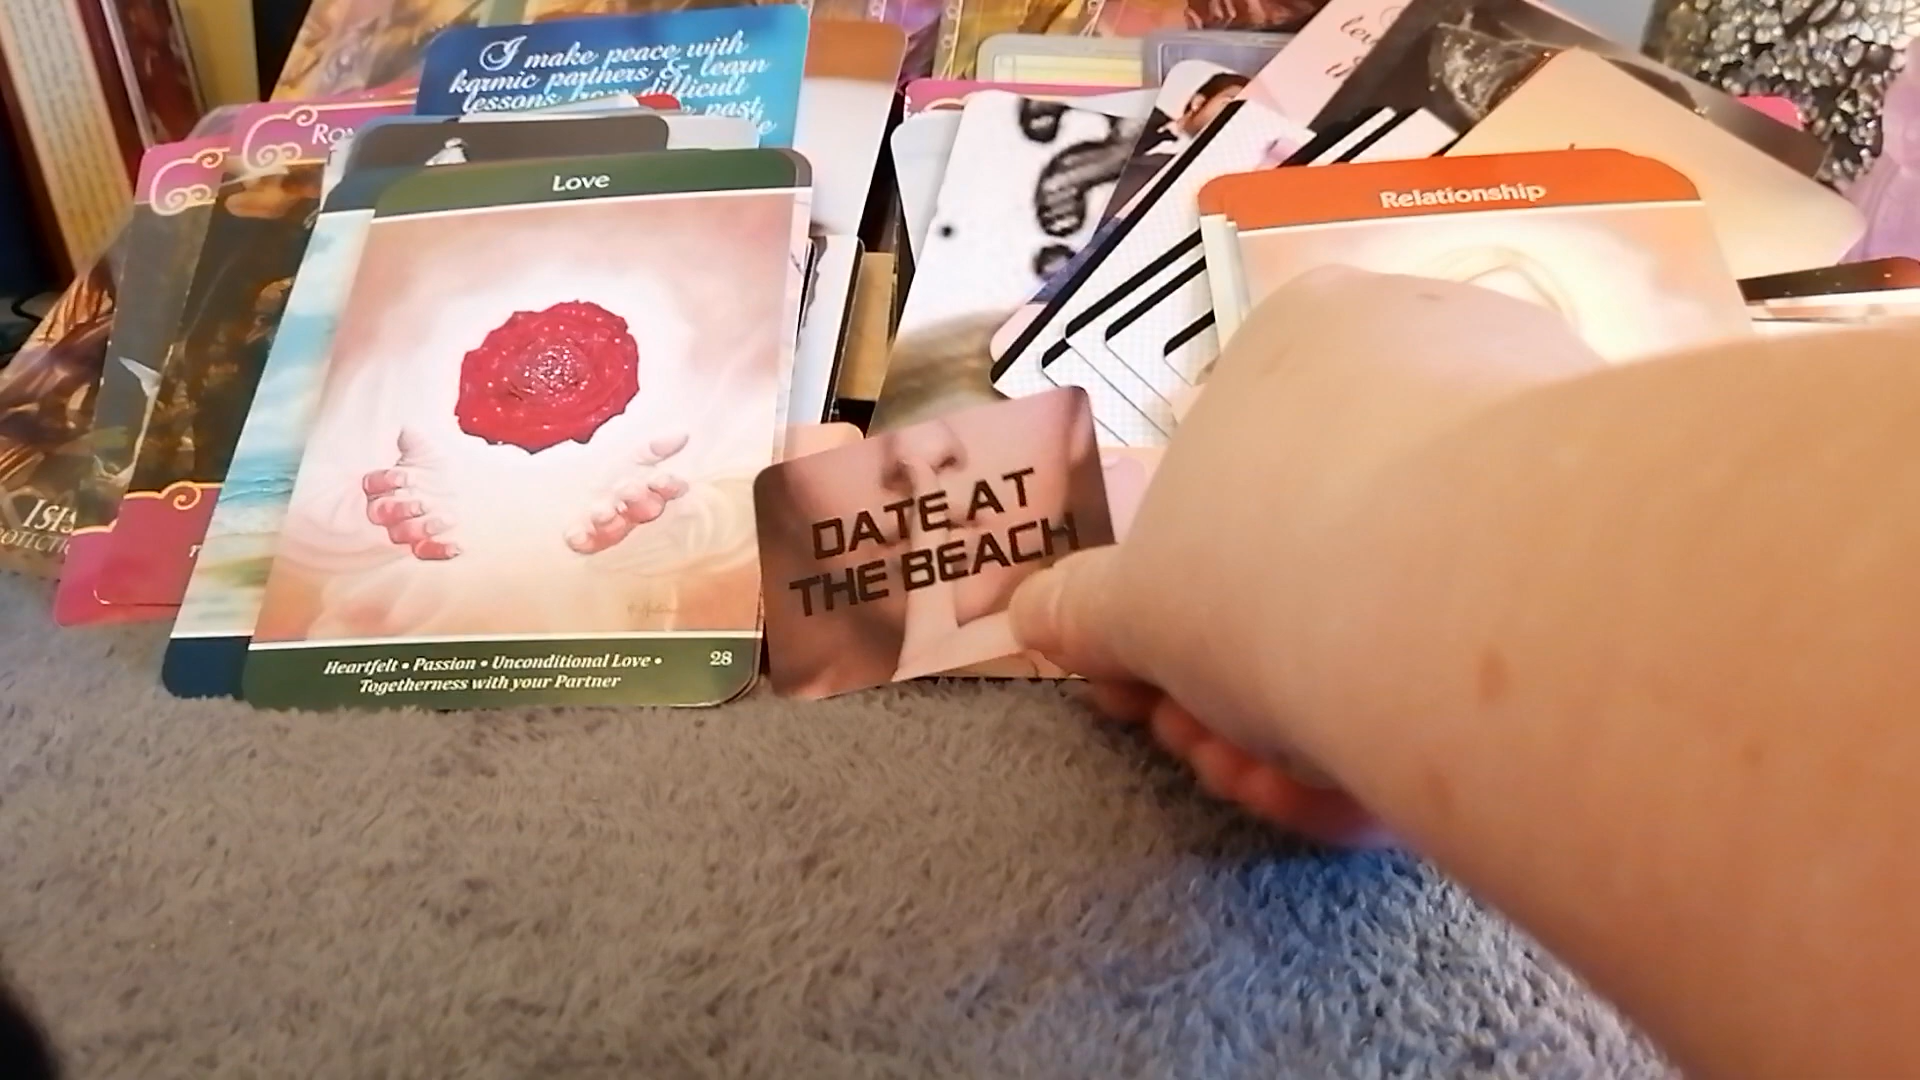 I make peace with
karmic partners & learn
lessons from difficult
past,
Love
Relationship
DATE AT
THE BEACH
ISIS
Heartfelt • Passion • Unconditional Love •
Togetherness with your Partner
28